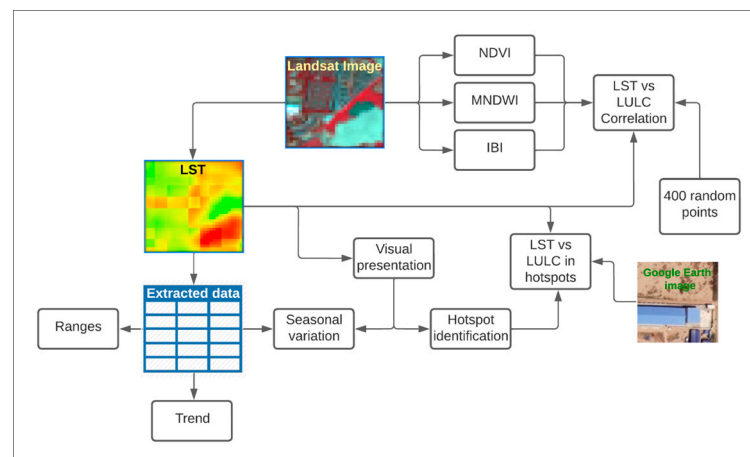 Landsat Image
NDVI
MNDWI
IBI
LST vs
LULC
Correlation
LST
400 random
points
Visual
presentation
LST vs
LULC in
hotspots
Google Earth
image
Extracted data
Ranges
Seasonal
variation
Hotspot
identification
Trend